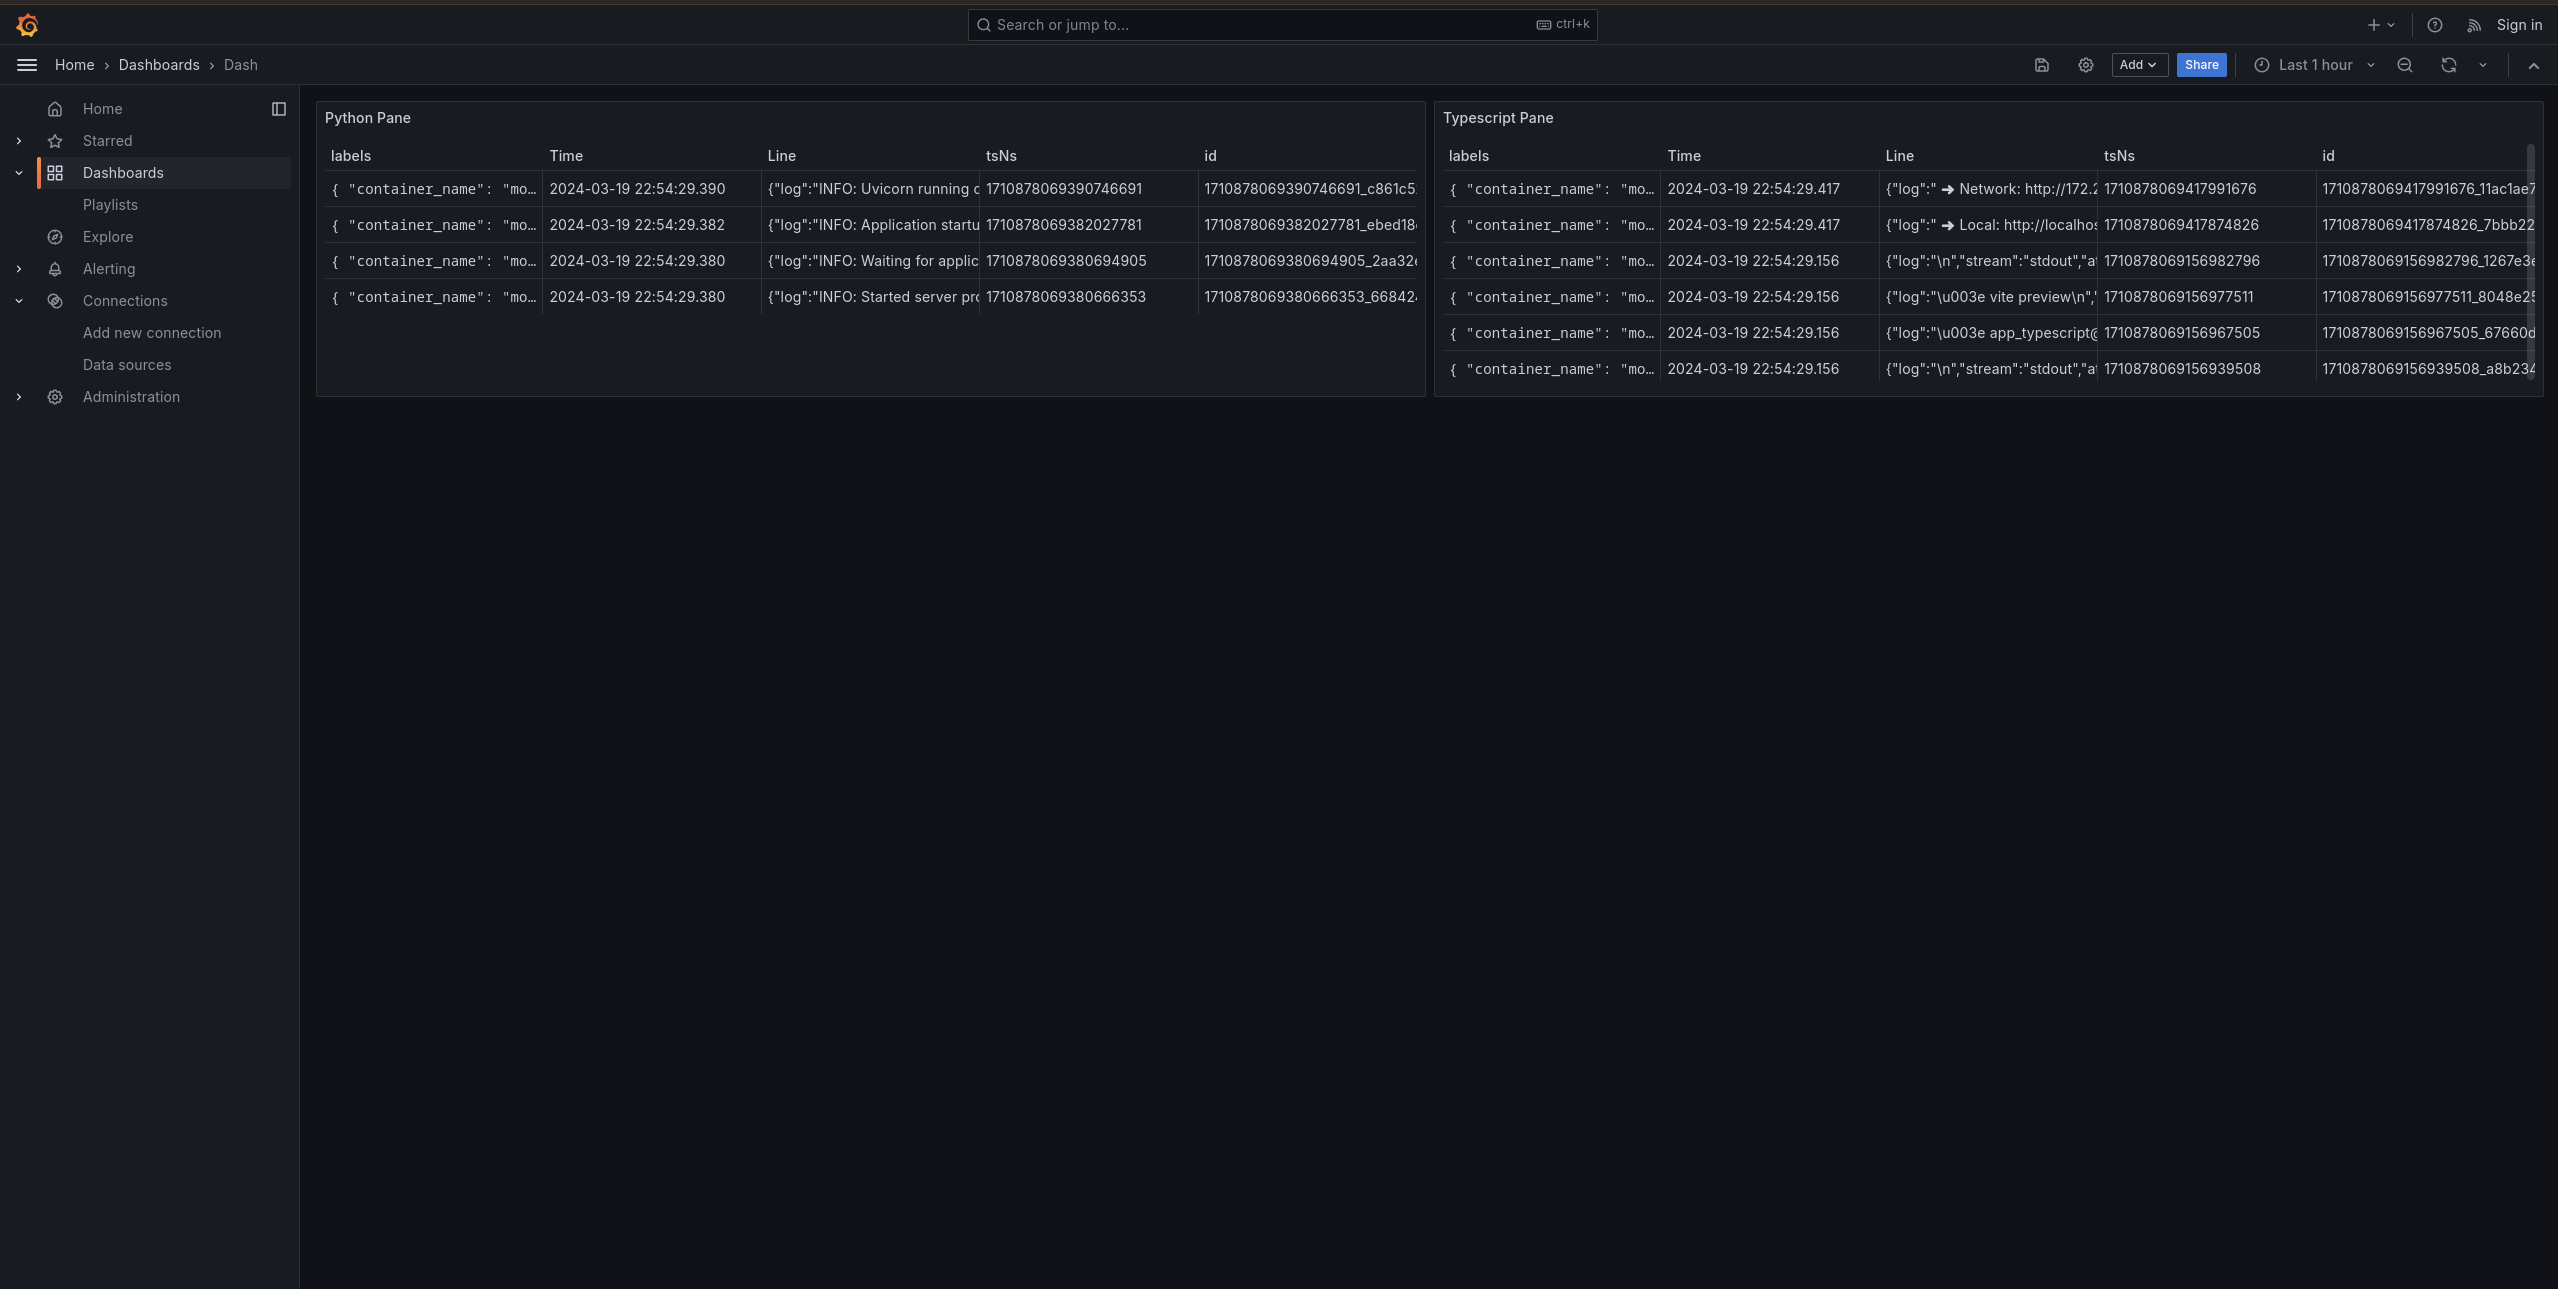 Search or jump to...
ctrl+k
Sign in
Home › Dashboards › Dash
Add
Share
Last 1 hour
Home
Starred
Dashboards
Playlists
Explore
Alerting
Connections
Add new connection
Data sources
Administration
Python Pane
labels Time Line tsNs id
{ "container_name": "mo… 2024-03-19 22:54:29.390 {"log":"INFO: Uvicorn running 1710878069390746691 1710878069390746691_c861c5
{ "container_name": "mo… 2024-03-19 22:54:29.382 {"log":"INFO: Application startu 1710878069382027781 1710878069382027781_ebed18
{ "container_name": "mo… 2024-03-19 22:54:29.380 {"log":"INFO: Waiting for applic 1710878069380694905 1710878069380694905_2aa32
{ "container_name": "mo… 2024-03-19 22:54:29.380 {"log":"INFO: Started server pro 1710878069380666353 1710878069380666353_66842
Typescript Pane
labels Time Line tsNs id
{ "container_name": "mo… 2024-03-19 22:54:29.417 {"log":" ➜ Network: http://172.2 1710878069417991676 1710878069417991676_11ac1ae7
{ "container_name": "mo… 2024-03-19 22:54:29.417 {"log":" ➜ Local: http://localhos 1710878069417874826 1710878069417874826_7bbb22
{ "container_name": "mo… 2024-03-19 22:54:29.156 {"log":"\n","stream":"stdout","at 1710878069156982796 1710878069156982796_1267e3e
{ "container_name": "mo… 2024-03-19 22:54:29.156 {"log":"\u003e vite preview\n"," 1710878069156977511 1710878069156977511_8048e25
{ "container_name": "mo… 2024-03-19 22:54:29.156 {"log":"\u003e app_typescript@ 1710878069156967505 1710878069156967505_67660d
{ "container_name": "mo… 2024-03-19 22:54:29.156 {"log":"\n","stream":"stdout","at 1710878069156939508 1710878069156939508_a8b234